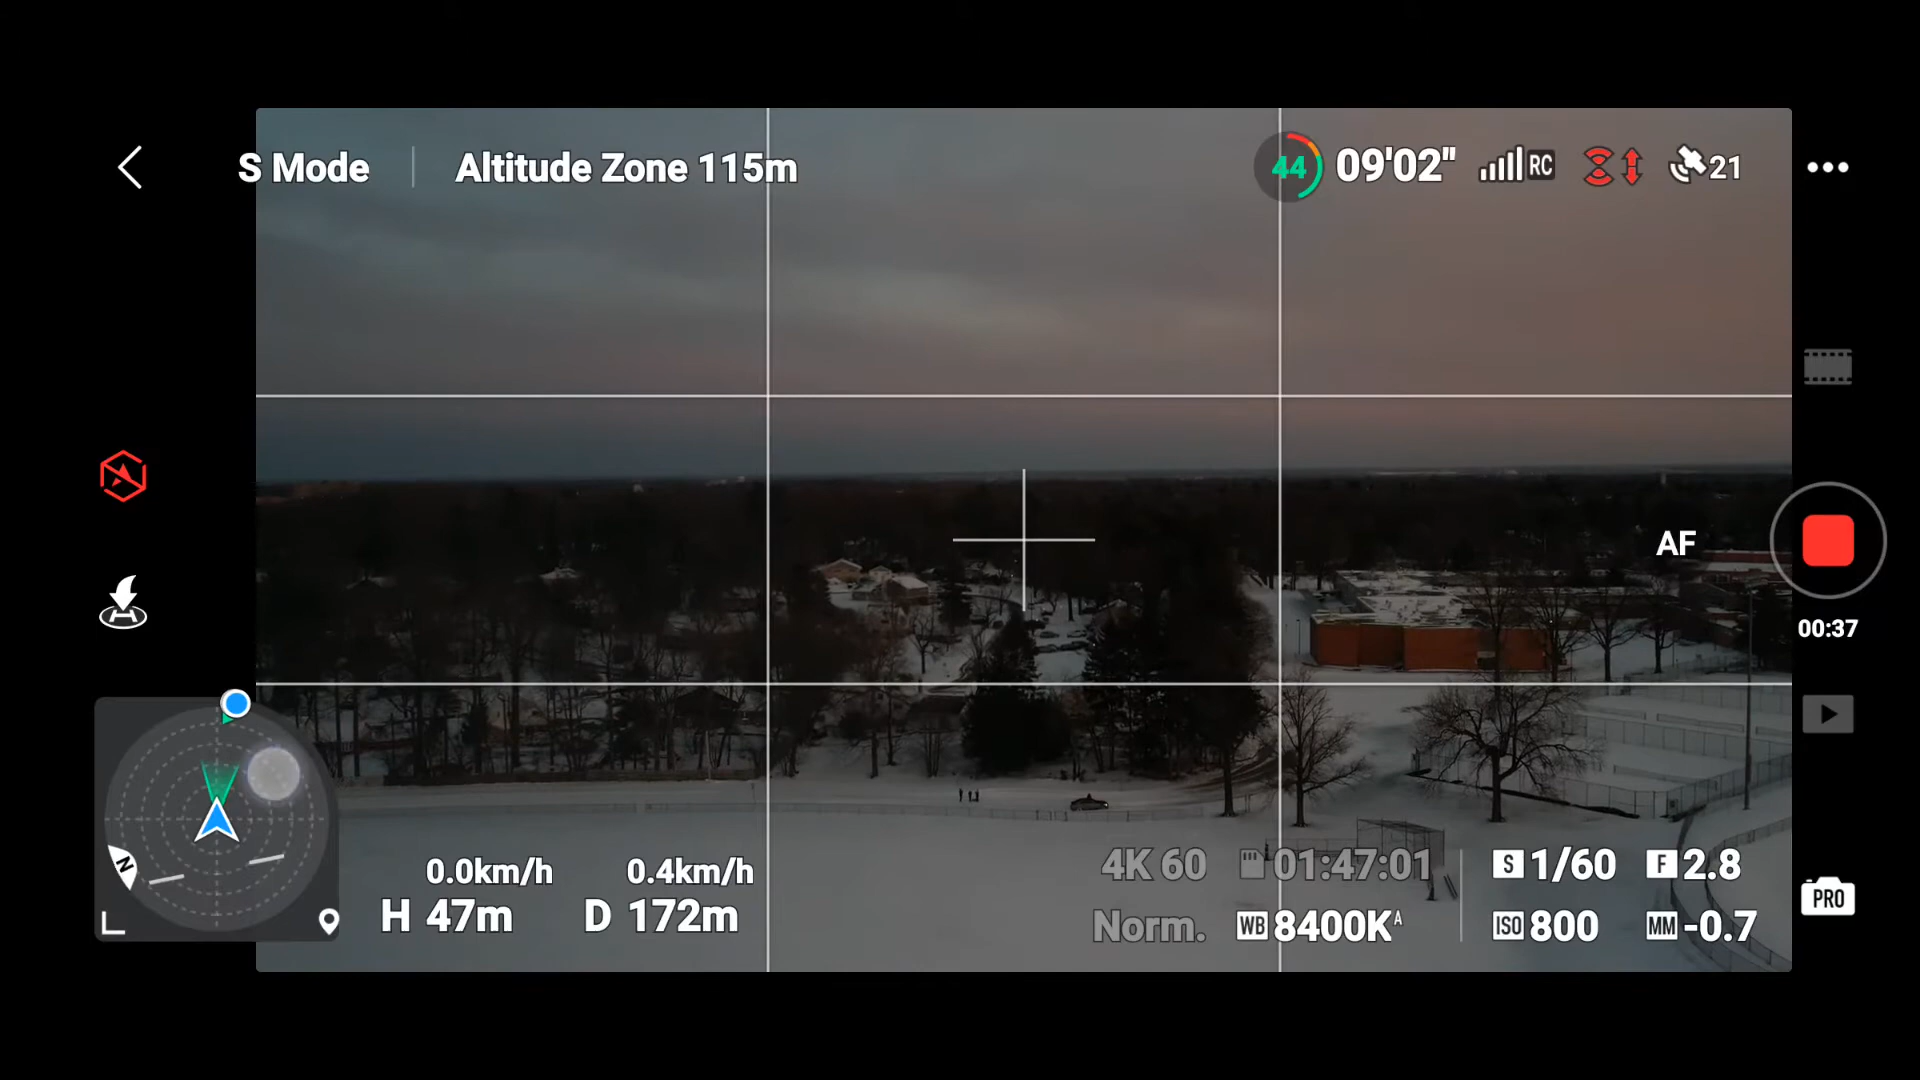 S Mode
Altitude Zone 115m
44
09'02"
RC
21
AF
00:37
N
0.0km/h
0.4km/h
H 47m
D 172m
4K 60
01:47:01
S 1/60
F 2.8
Norm.
WB 8400K A
ISO 800
MM -0.7
PRO